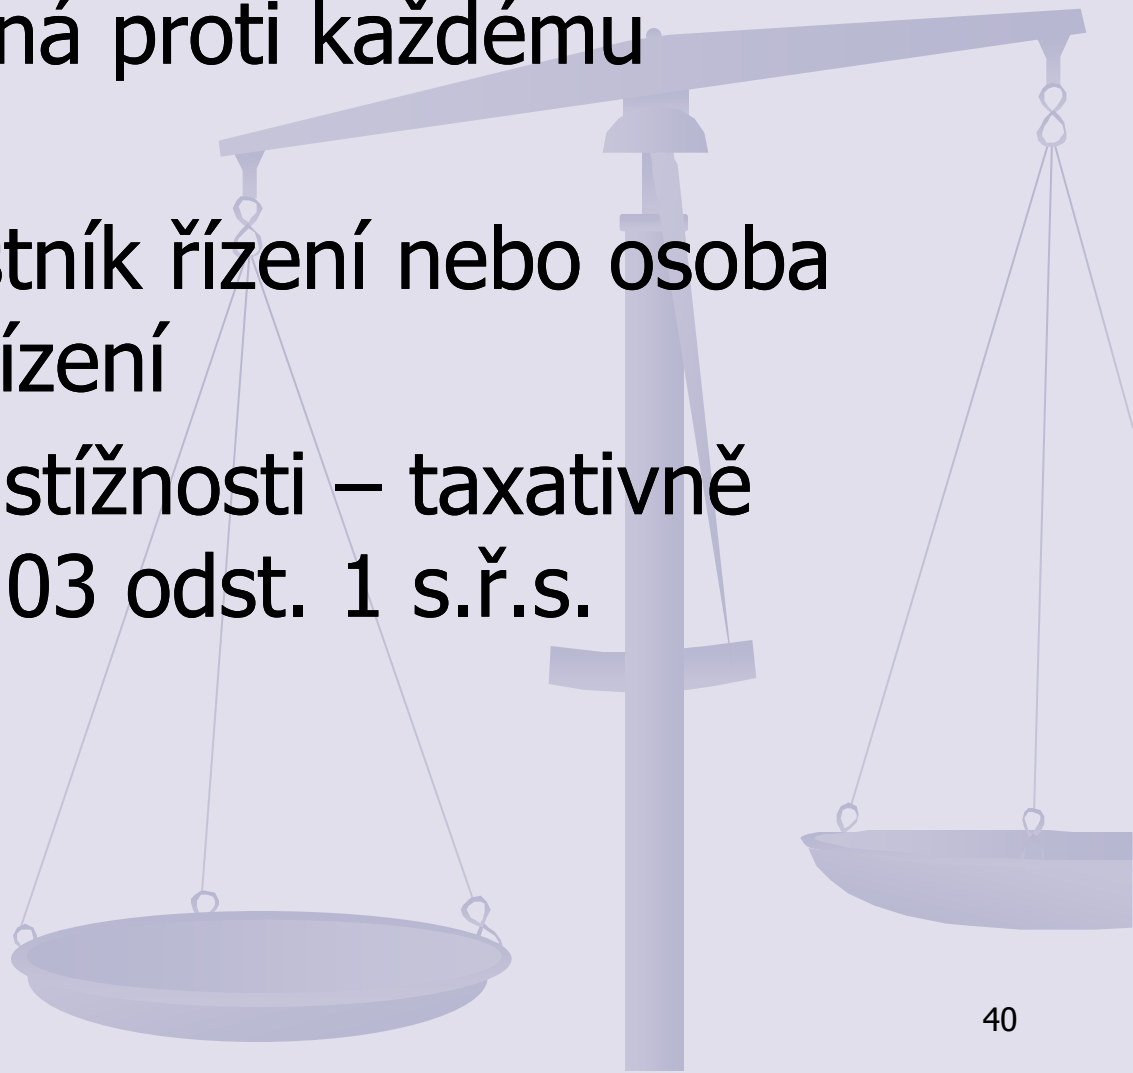 ná proti každému
stník řízení nebo osoba
ízení
stížnosti – taxativně
03 odst. 1 s.ř.s.
40